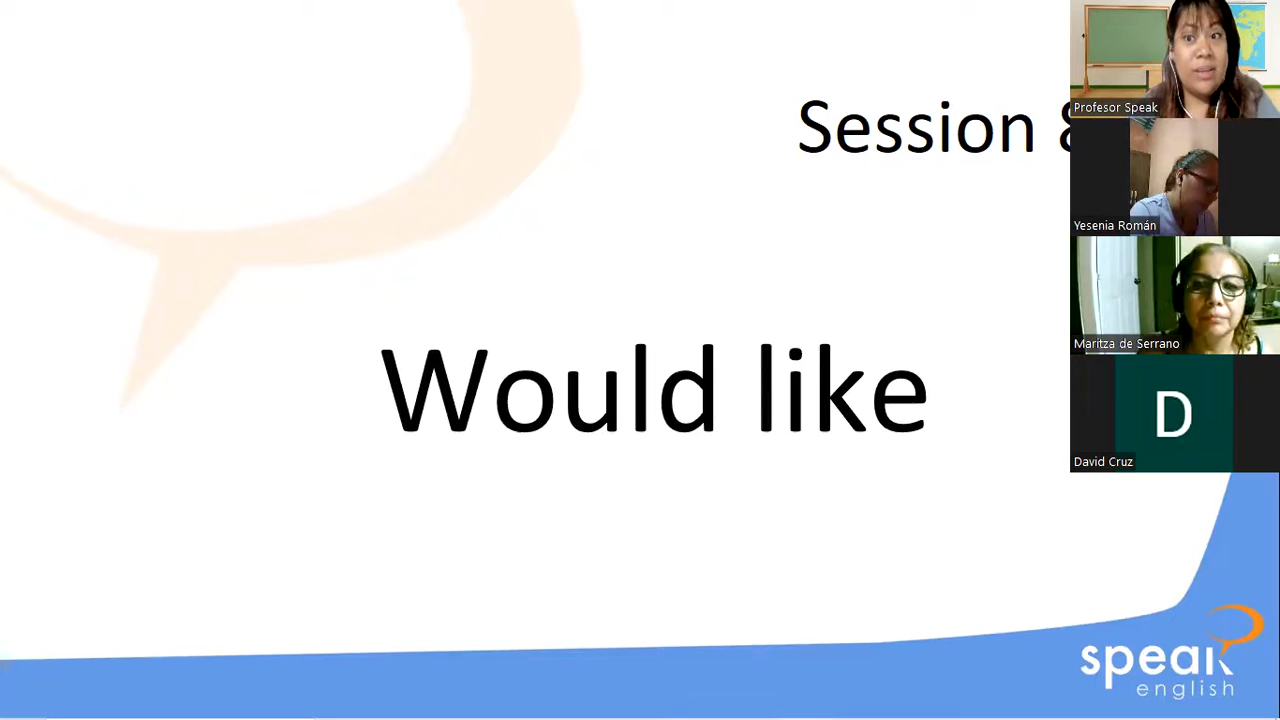 Session
Would like
Profesor Speak
Yesenia Román
Maritza de Serrano
D
David Cruz
speak
english